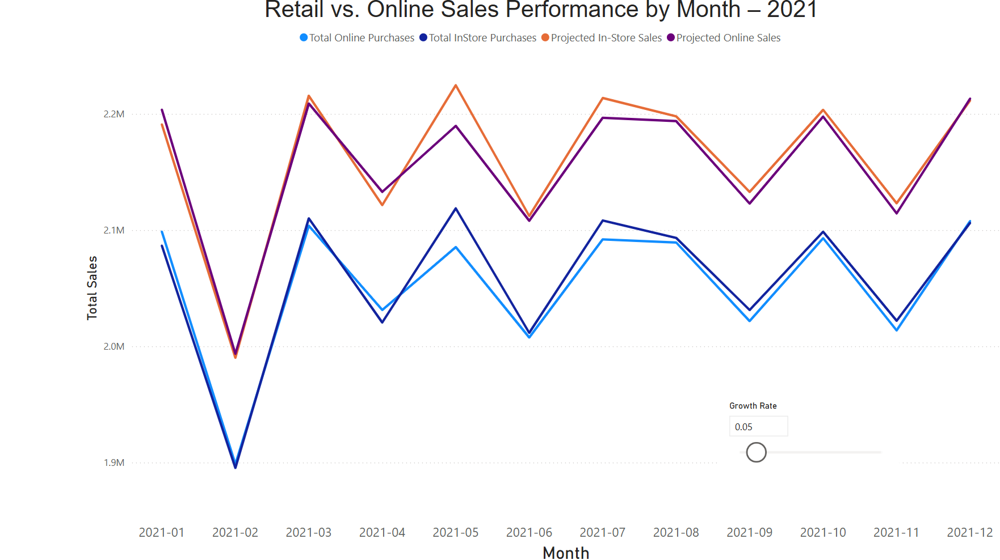 Retail vs. Online Sales Performance by Month – 2021
Total Online Purchases Total InStore Purchases Projected In-Store Sales Projected Online Sales
2.2M
2.1M
2.0M
1.9M
Total Sales
Growth Rate
0.05
2021-01 2021-02 2021-03 2021-04 2021-05 2021-06 2021-07 2021-08 2021-09 2021-10 2021-11 2021-12
Month